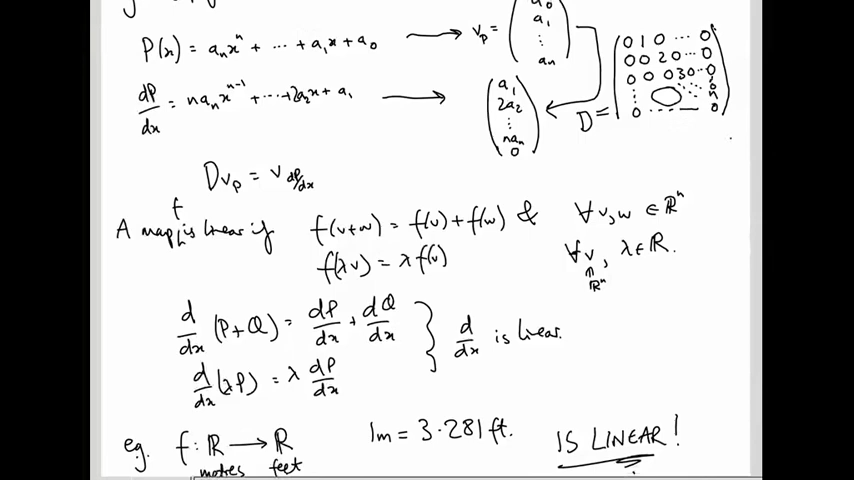 P(x) = aₙxⁿ + ⋯ + a₁x + a₀ ⟶ v_P = (a₀ a₁ ⋮ aₙ)
dP/dx = naₙxⁿ⁻¹ + ⋯ + 2a₂x + a₁ ⟶ (a₁ 2a₂ ⋮ naₙ 0)
D = (0 1 0 ⋯ 0
0 0 2 0 ⋯ 0
0 0 0 3 0 ⋯ 0
⋮ 0 n
0 ⋯ 0)
Dv_P = v_dP/dx
A map f is linear if f(v+w) = f(v) + f(w) & ∀ v,w ∈ ℝⁿ
f(λv) = λf(v) ∀v, λ∈ℝ.
∈ ℝⁿ
d/dx (P+Q) = dP/dx + dQ/dx } d/dx is linear.
d/dx (λP) = λ dP/dx
eg. f: ℝ ⟶ ℝ 1m = 3.281 ft. IS LINEAR!
metres feet